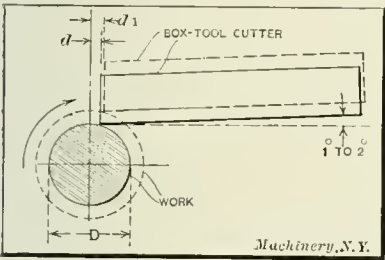 d1
d
BOX-TOOL CUTTER
1° TO 2°
WORK
D
Machinery, N.Y.